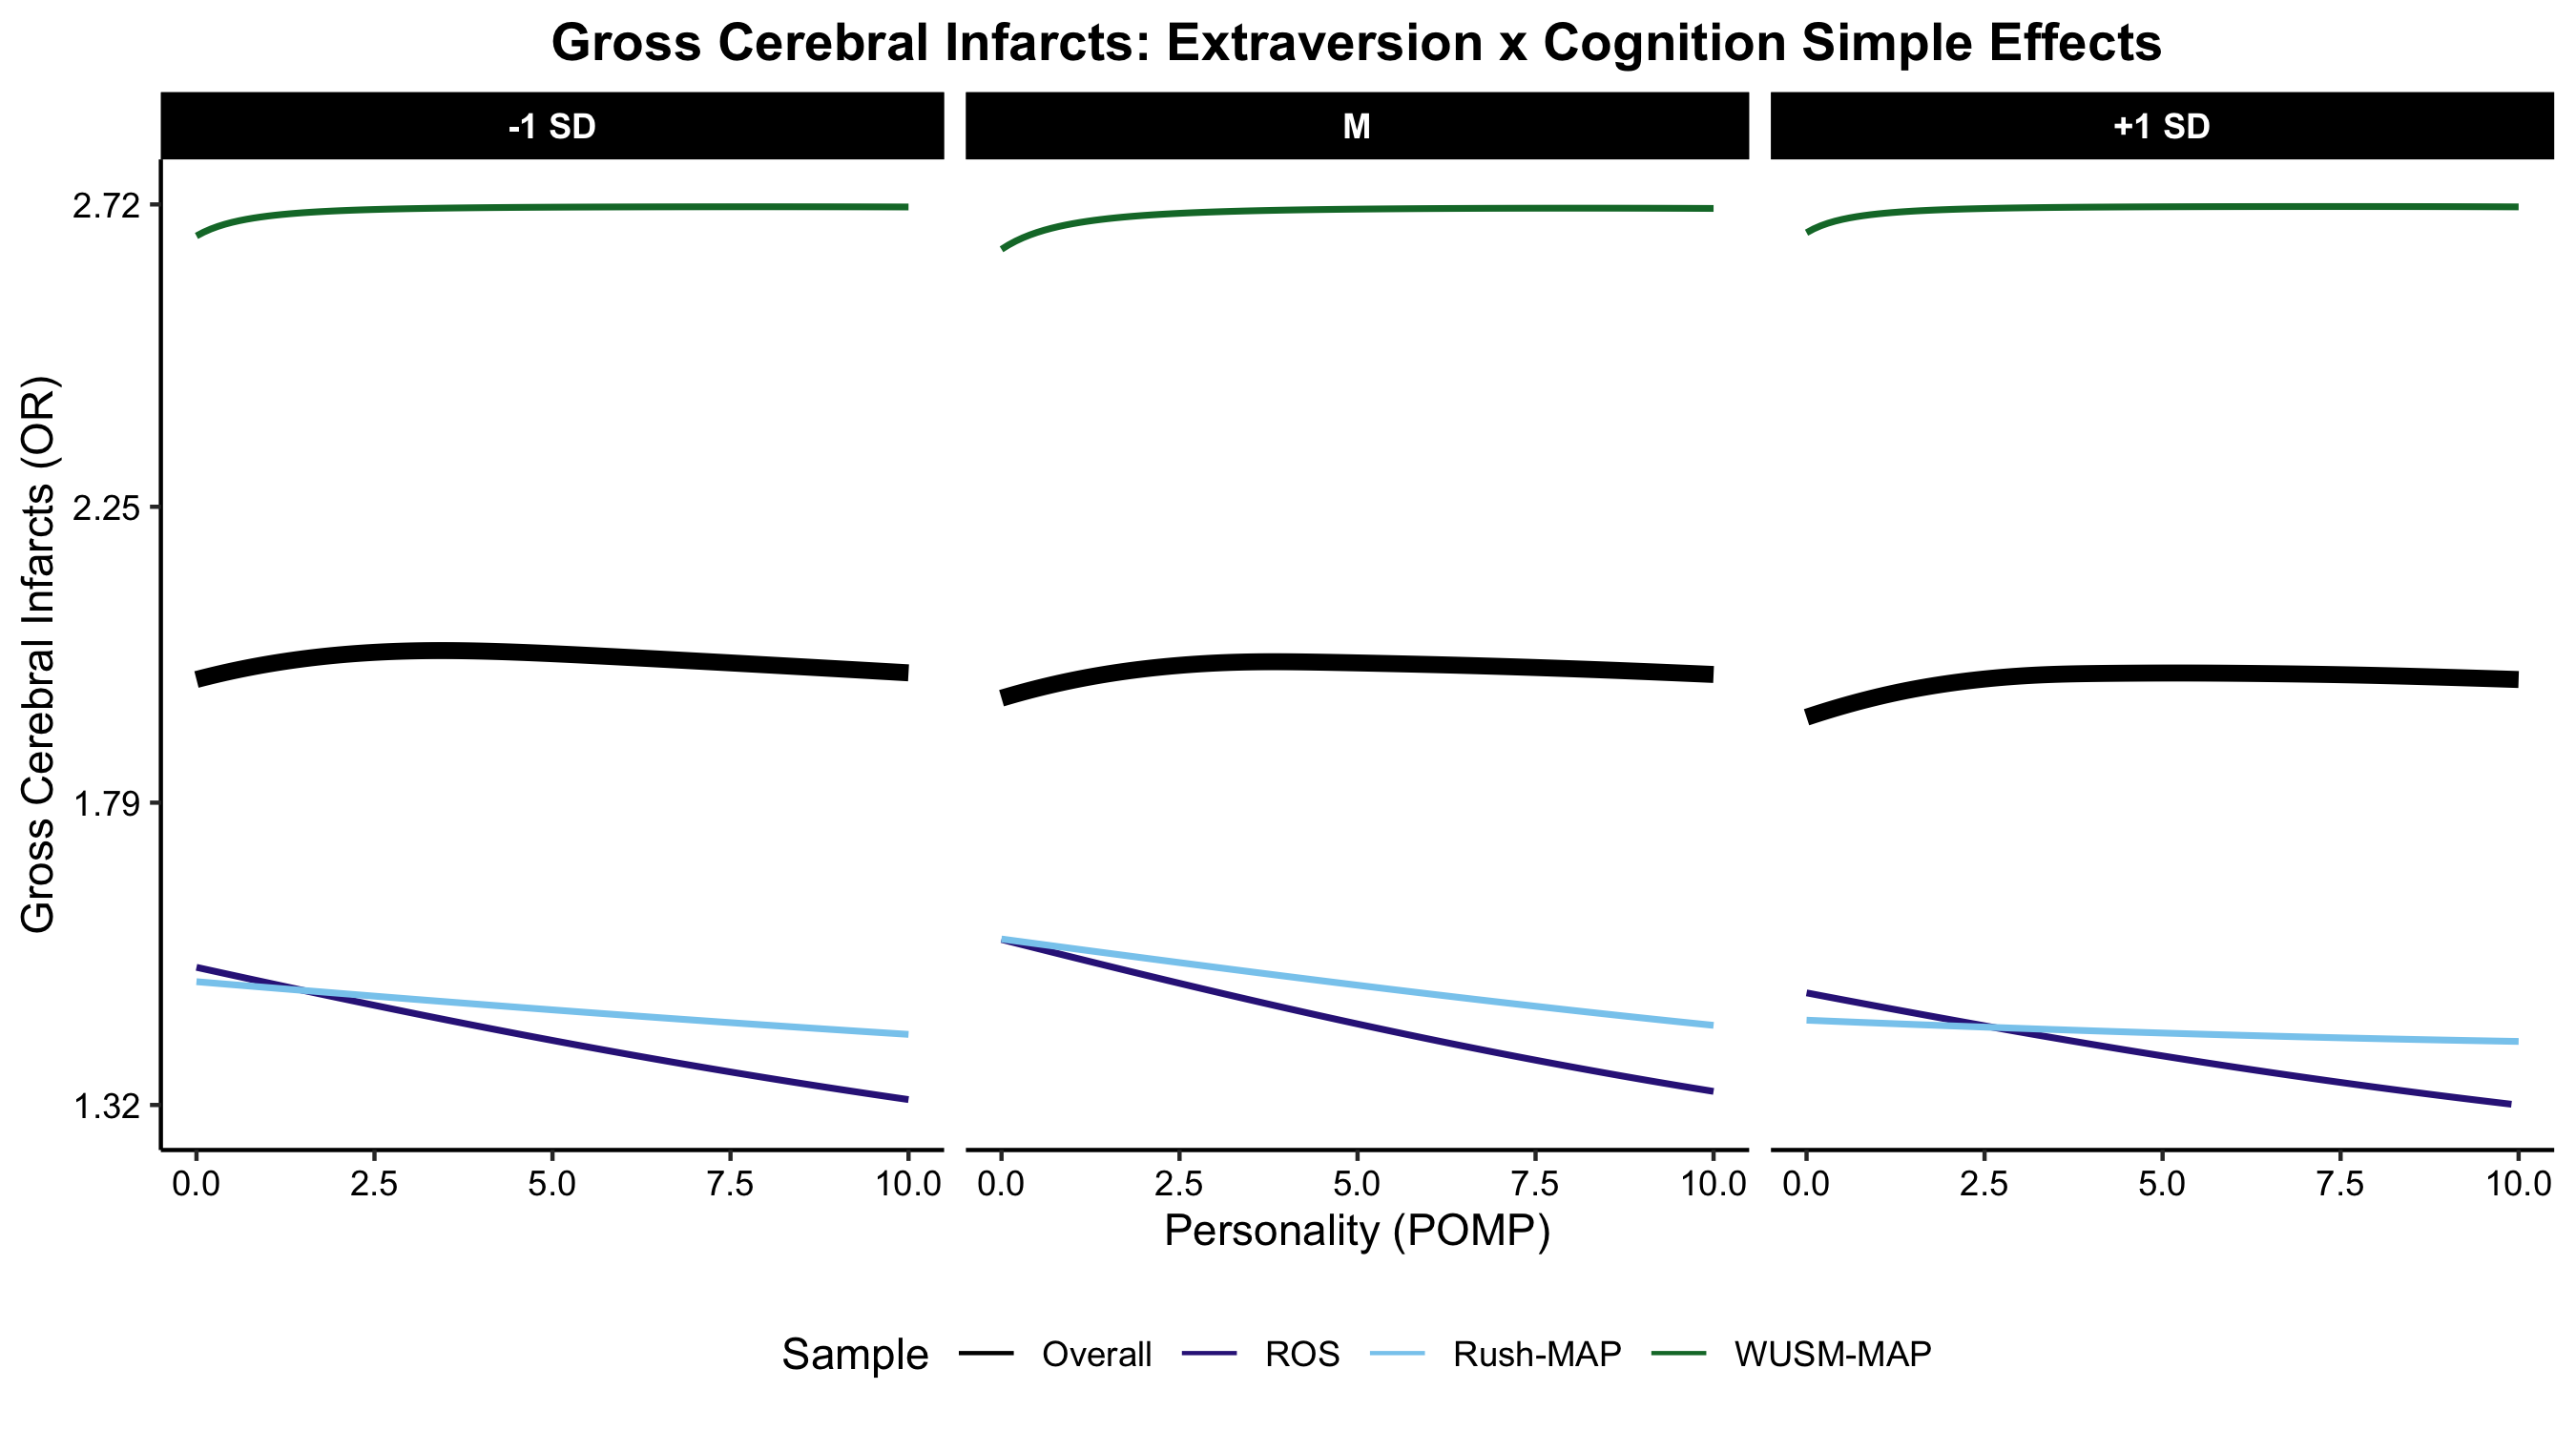 Gross Cerebral Infarcts: Extraversion x Cognition Simple Effects
-1 SD M +1 SD
Gross Cerebral Infarcts (OR)
2.72
2.25
1.79
1.32
0.0 2.5 5.0 7.5 10.0 0.0 2.5 5.0 7.5 10.0 0.0 2.5 5.0 7.5 10.0
Personality (POMP)
Sample Overall ROS Rush-MAP WUSM-MAP